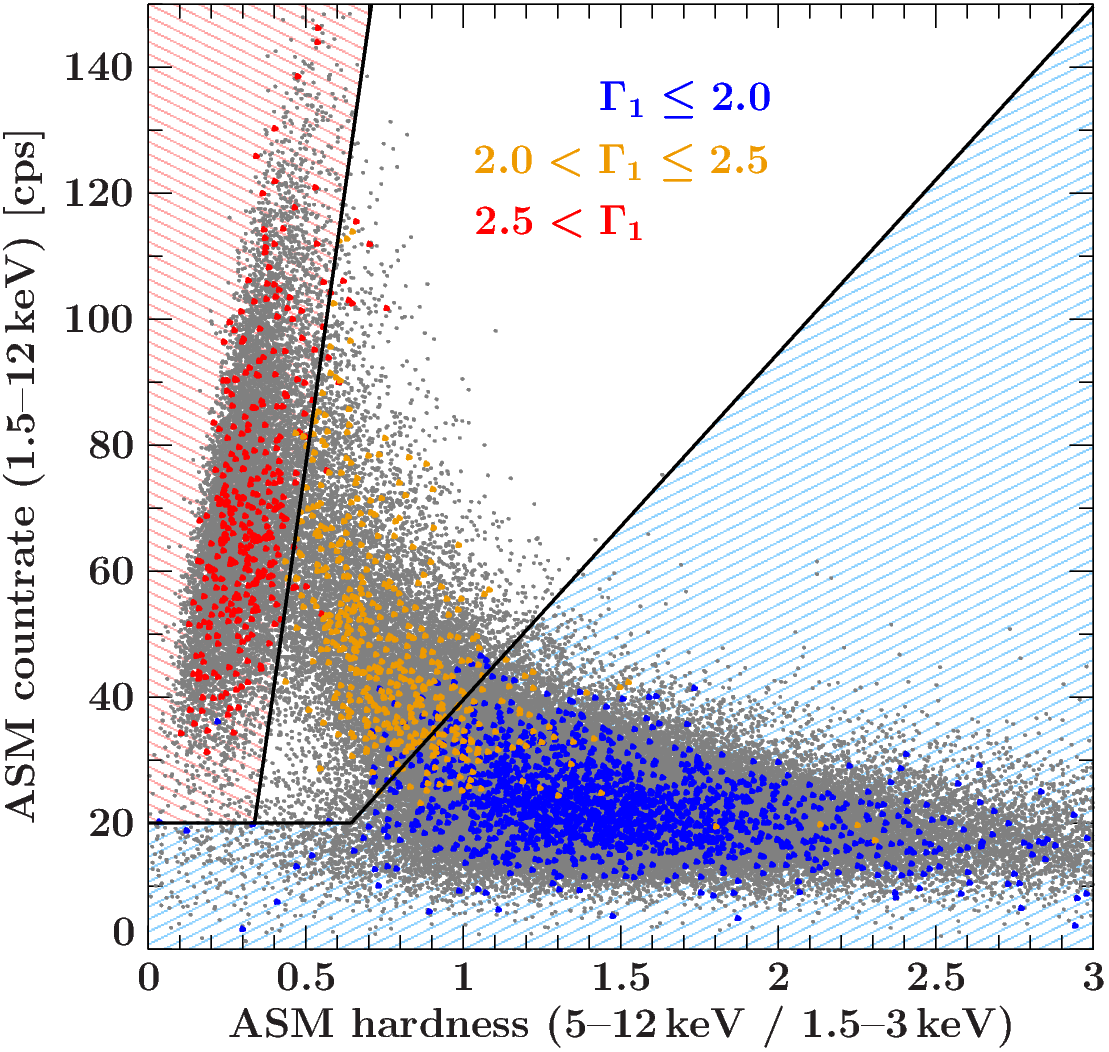 ASM countrate (1.5–12 keV) [cps]
140
120
100
80
60
40
20
0
Γ₁ ≤ 2.0
2.0 < Γ₁ ≤ 2.5
2.5 < Γ₁
0 0.5 1 1.5 2 2.5 3
ASM hardness (5–12 keV / 1.5–3 keV)